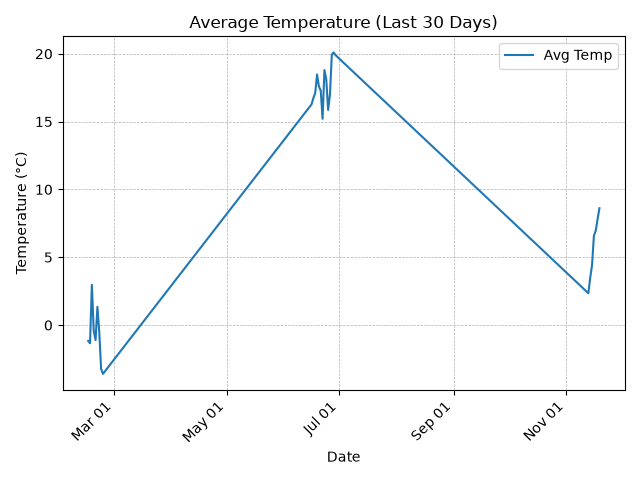 Average Temperature (Last 30 Days)
Avg Temp
20
15
10
5
0
Temperature (°C)
Mar 01
May 01
Jul 01
Sep 01
Nov 01
Date